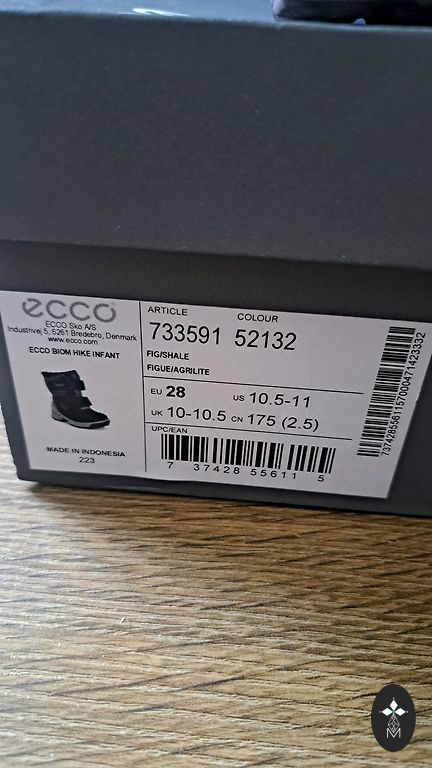 ecco
ECCO Sko A/S
Industrivej 5, 6261 Bredebro, Denmark
www.ecco.com
ECCO BIOM HIKE INFANT
MADE IN INDONESIA
223
ARTICLE COLOUR
733591 52132
FIG/SHALE
FIGUE/AGRILITE
EU 28 US 10.5-11
UK 10-10.5 CN 175 (2.5)
UPC/EAN
7 37428 55611 5
737428556115700047142333​2
M